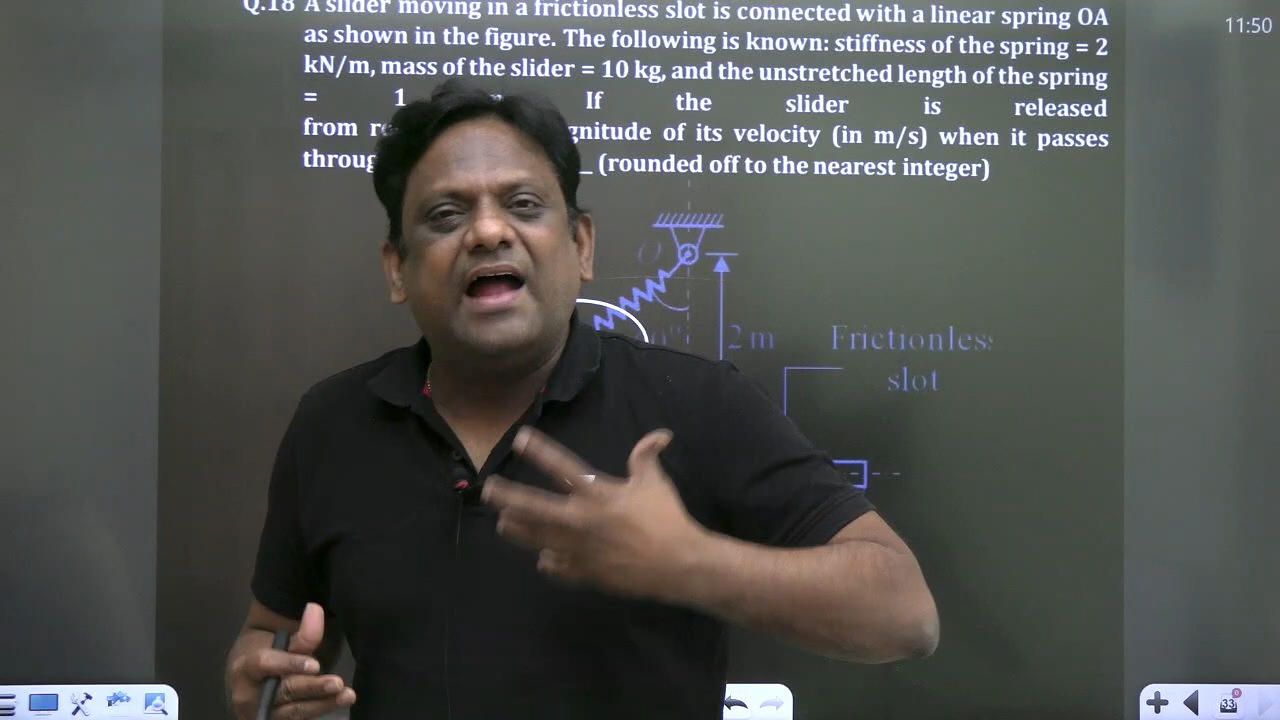 Q.18 A slider moving in a frictionless slot is connected with a linear spring OA
as shown in the figure. The following is known: stiffness of the spring = 2
kN/m, mass of the slider = 10 kg, and the unstretched length of the spring
= 1 If the slider is released
from of its velocity (in m/s) when it passes
(rounded off to the nearest integer)
O
2 m
Frictionless
slot
11:50
33